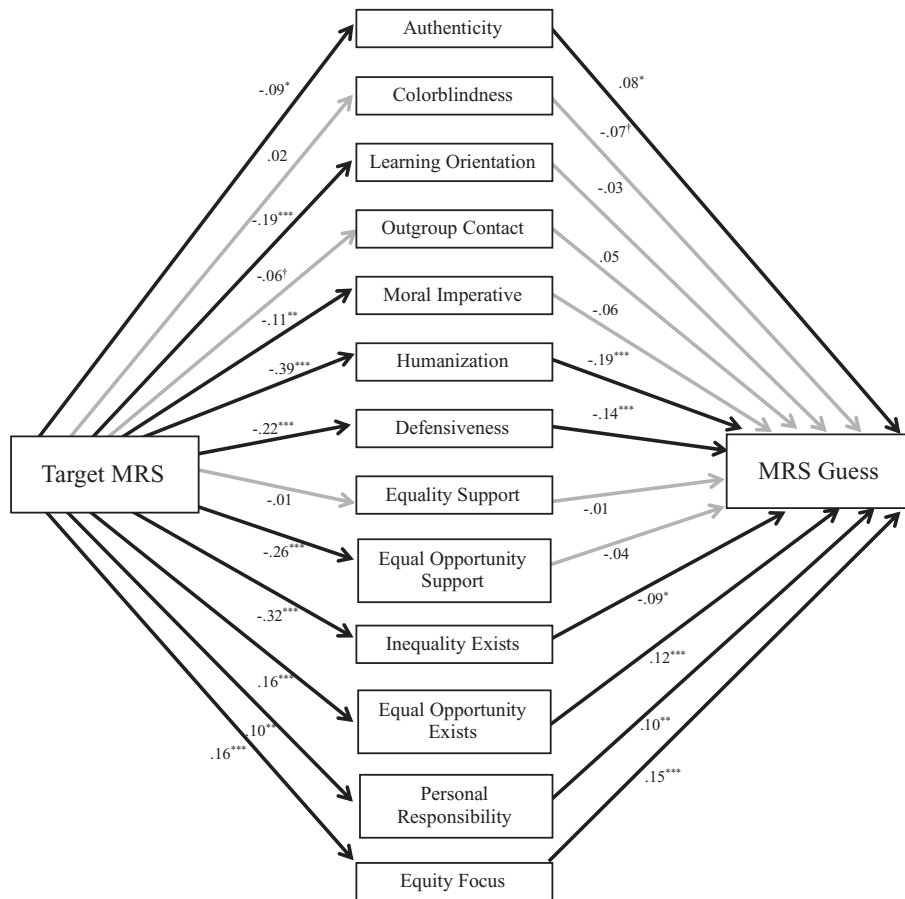 Authenticity
-.09*
.08*
Colorblindness
-.07†
.02
Learning Orientation
-.03
-.19***
Outgroup Contact
.05
-.06†
Moral Imperative
-.06
-.11**
Humanization
-.19***
-.39***
Defensiveness
-.14***
-.22***
Target MRS
MRS Guess
Equality Support
-.01
-.01
Equal Opportunity
Support
-.26***
-.04
Inequality Exists
-.32***
-.09*
Equal Opportunity
Exists
.16***
.12***
Personal
Responsibility
.10**
.10**
.16***
.15***
Equity Focus